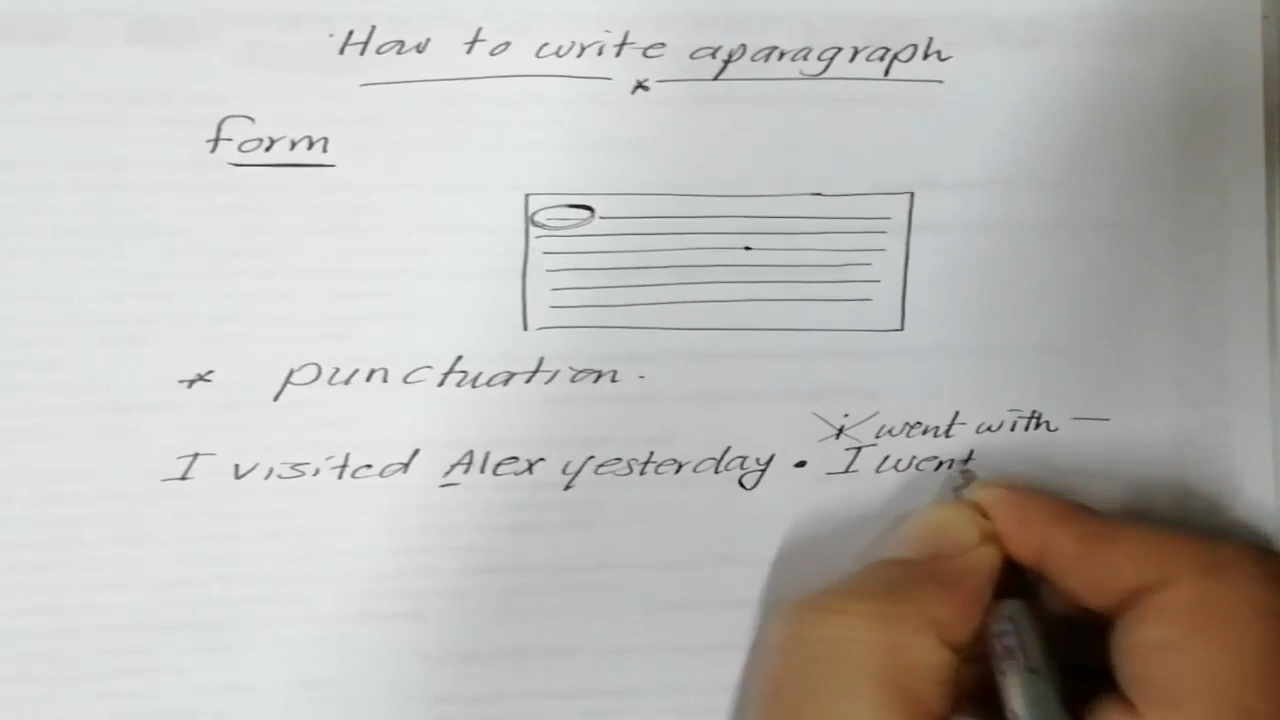 How to write aparagraph
form
* punctuation.
i went with —
I visited Alex yesterday. I went